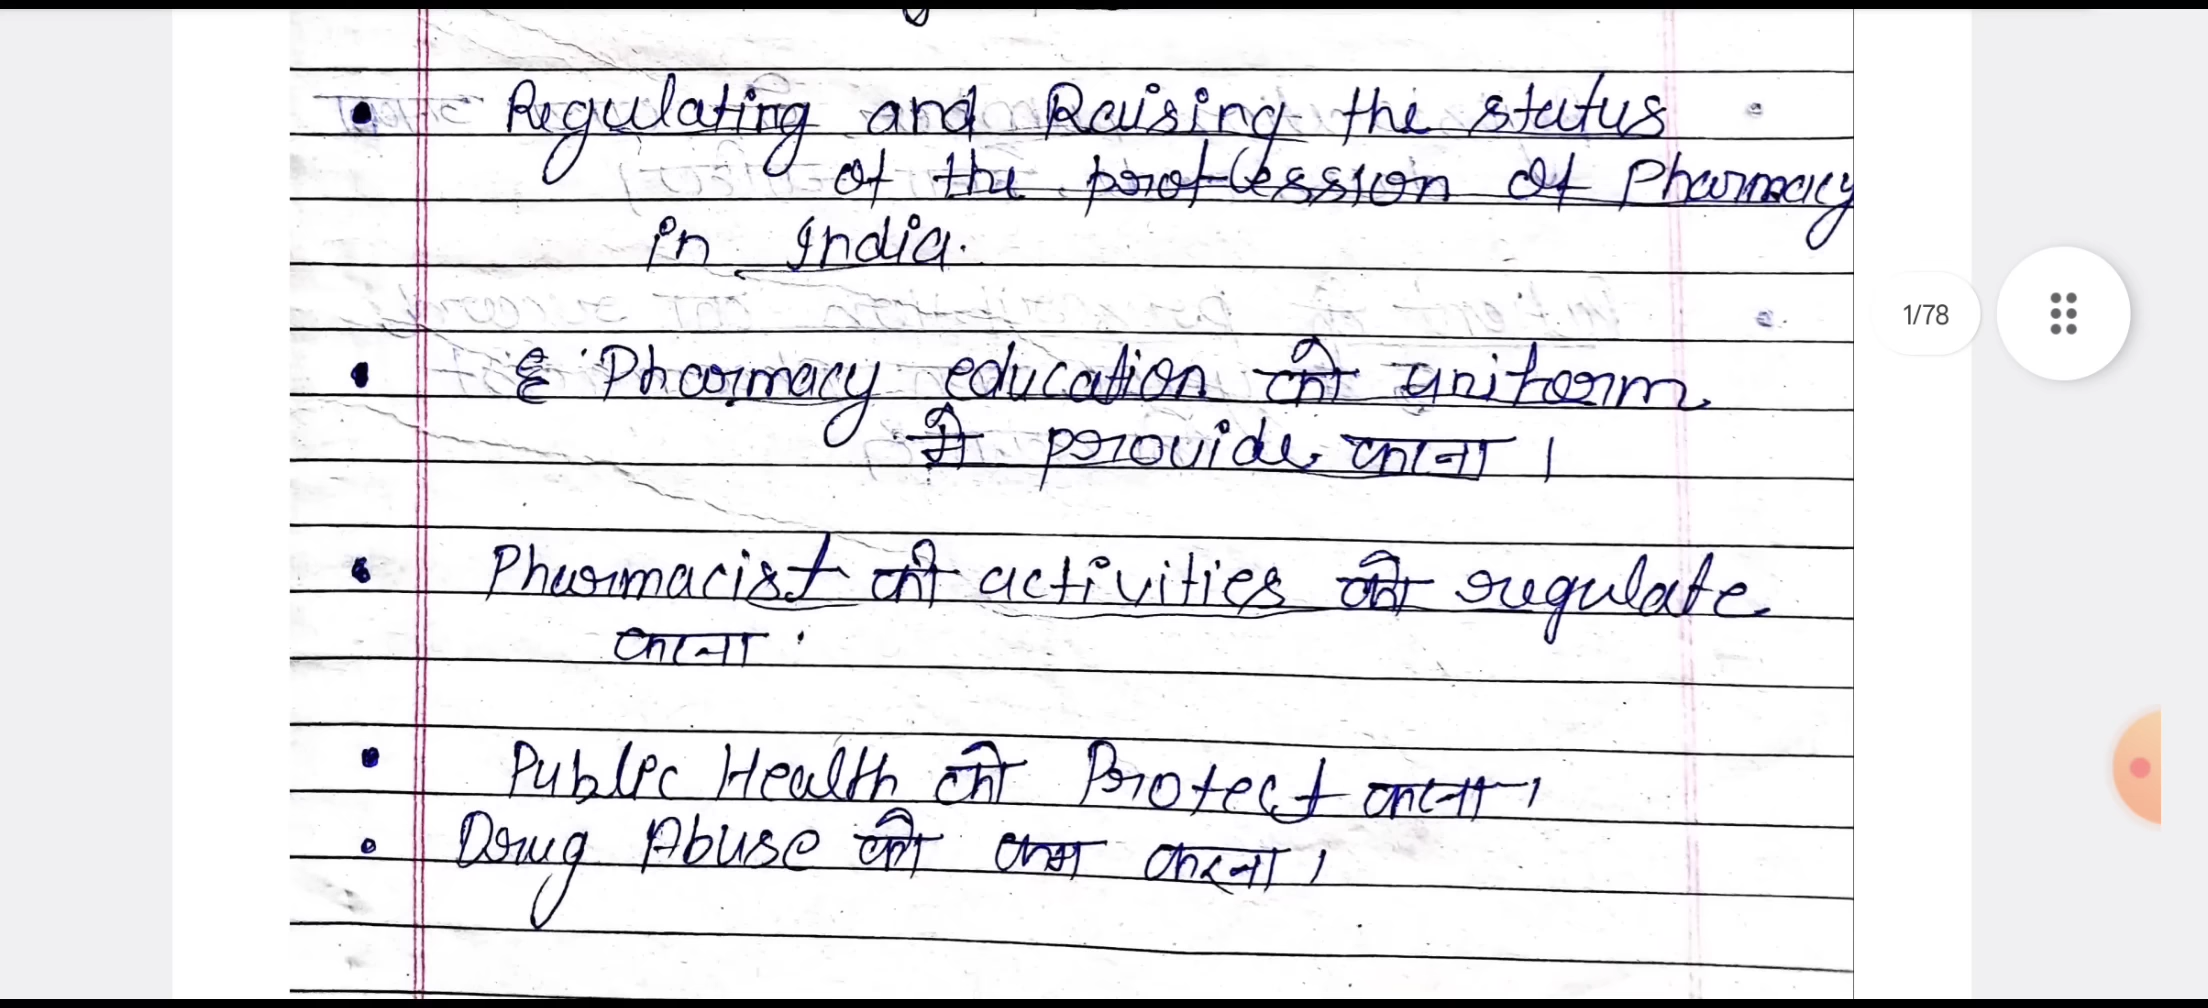 Regulating and Raising the status
of the proffession of Pharmacy
in India.
Pharmacy education को uniform
में provide करना ।
1/78
Pharmacist की activities को regulate
करना
Public Health को Protect करना ।
Drug Abuse को कम करना ।